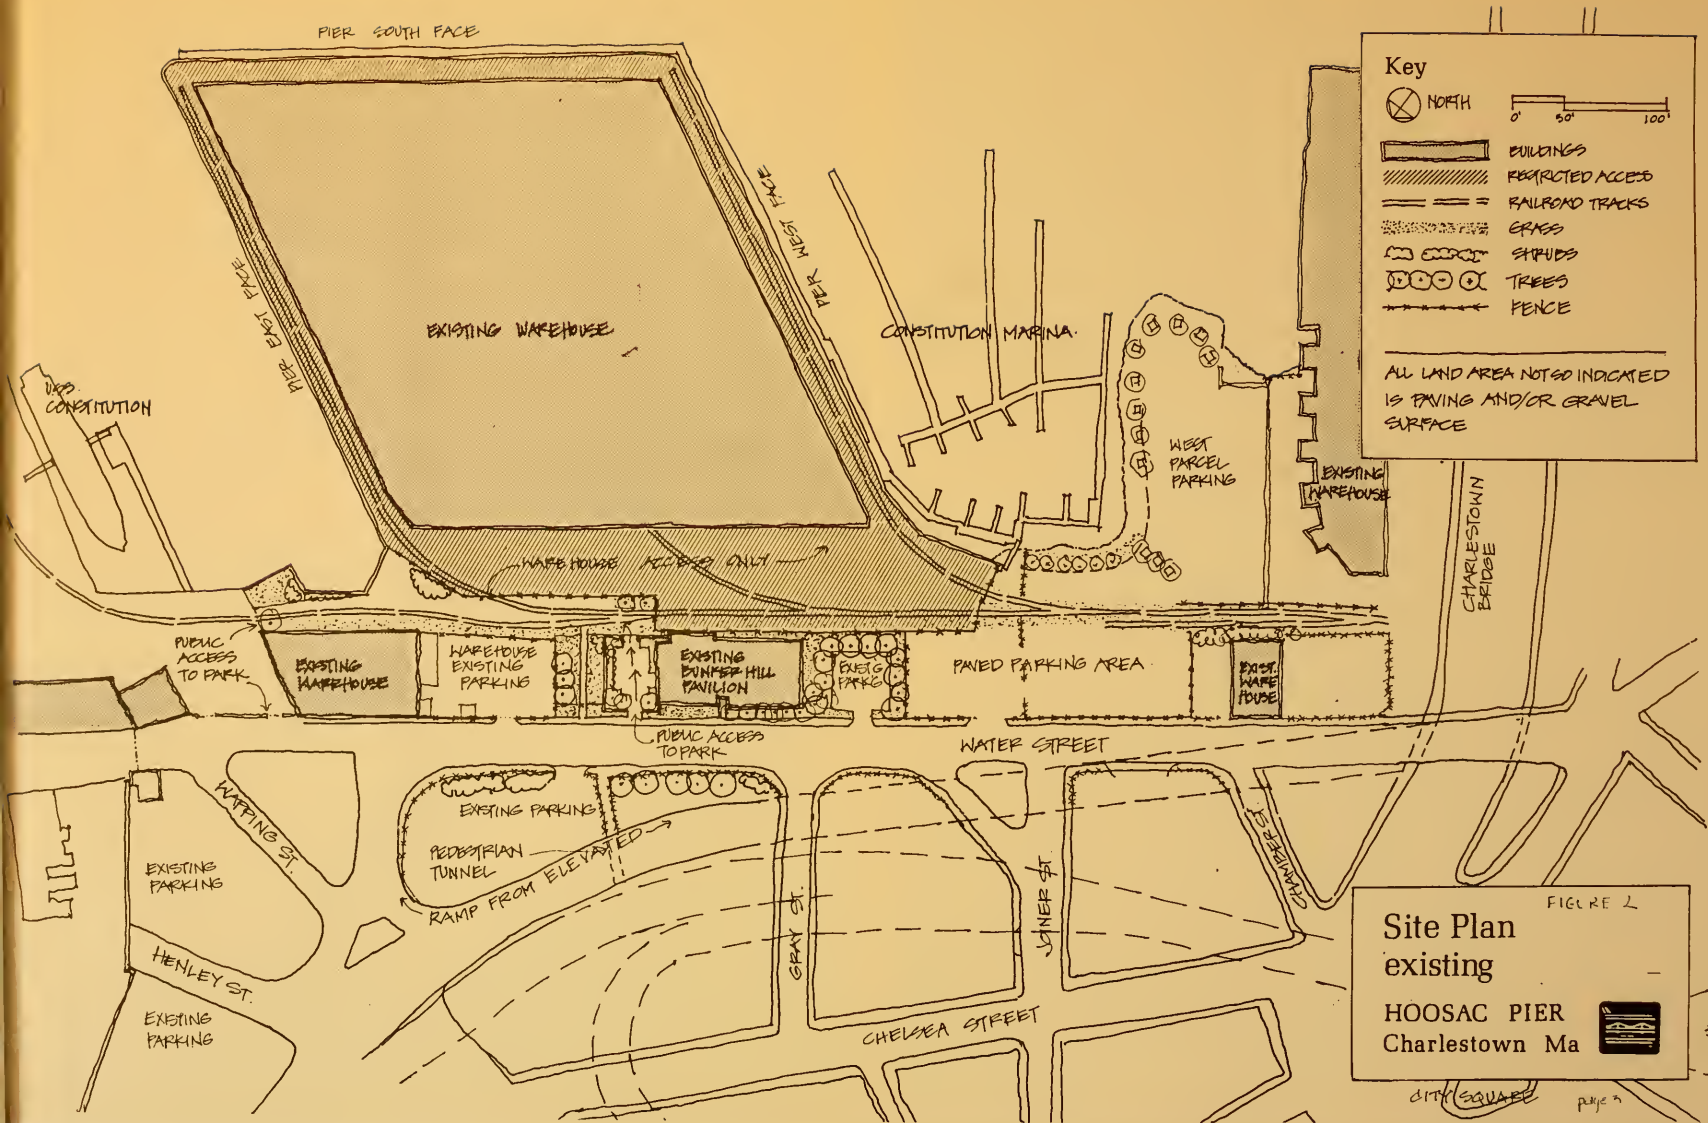 PIER SOUTH FACE
Key
NORTH
0' 50' 100'
BUILDINGS
RESTRICTED ACCESS
RAILROAD TRACKS
GRASS
SHRUBS
TREES
FENCE
ALL LAND AREA NOT SO INDICATED
IS PAVING AND/OR GRAVEL
SURFACE
PIER EAST FACE
EXISTING WAREHOUSE
PIER WEST FACE
CONSTITUTION MARINA
U.S.S.
CONSTITUTION
WEST
PARCEL
PARKING
EXISTING
WAREHOUSE
CHARLESTOWN
BRIDGE
WAREHOUSE ACCESS ONLY
PUBLIC
ACCESS
TO PARK
EXISTING
WAREHOUSE
WAREHOUSE
EXISTING
PARKING
EXISTING
BUNKER HILL
PAVILION
EXIST'G
PARK'G
PAVED PARKING AREA
EXIST.
WARE
HOUSE
PUBLIC ACCESS
TO PARK
WATER STREET
WAPPING ST.
EXISTING PARKING
PEDESTRIAN
TUNNEL
RAMP FROM ELEVATED
EXISTING
PARKING
GRAY ST.
JOINER ST
CHAMBER ST.
HENLEY ST.
EXISTING
PARKING
CHELSEA STREET
FIGURE 2
Site Plan
existing
HOOSAC PIER
Charlestown Ma
CITY SQUARE
page 3